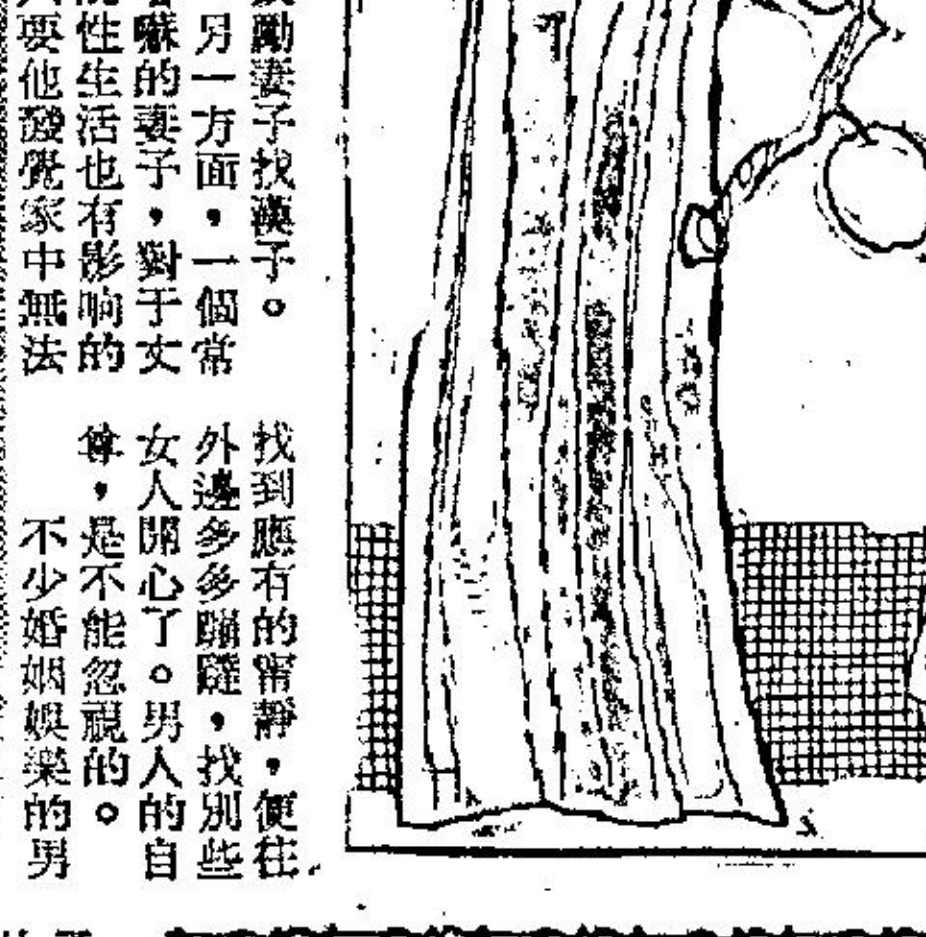 勵妻子找漢子。
另一方面,一個常
嚇的妻子,對于丈
性生活也有影响的
要他發覺家中無法
找到應有的甯靜,便往
外邊多多蹓躂,找別些
女人開心了。男人的自
尊,是不能忽視的。
不少婚姻娛樂的男